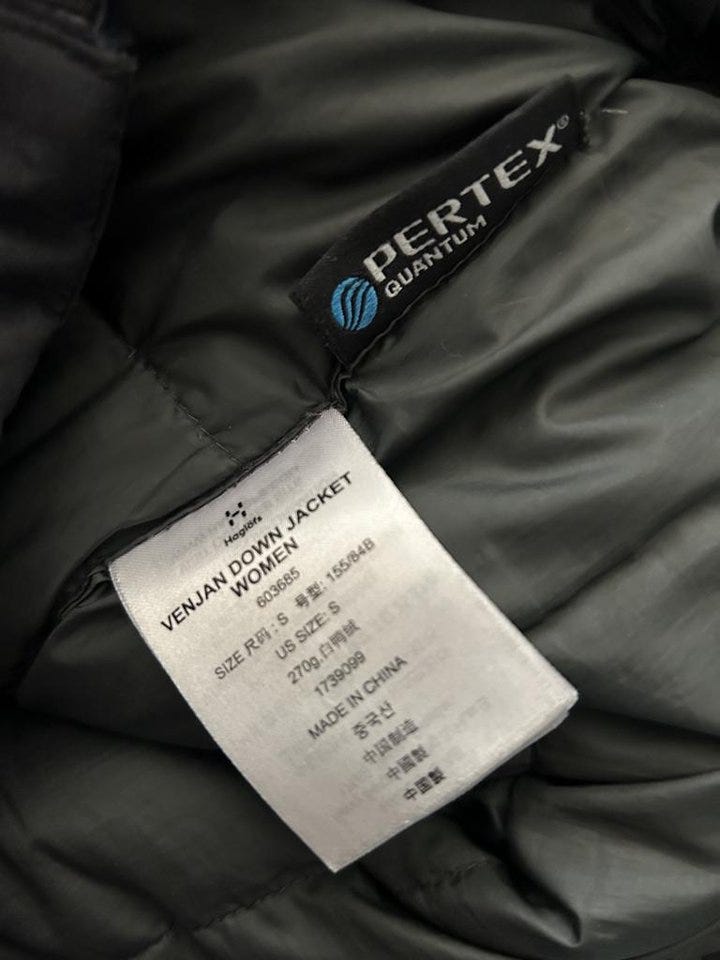 PERTEX®
QUANTUM
Haglöfs
VENJAN DOWN JACKET
WOMEN
603685
SIZE 尺码 : S 号型: 155/84B
US SIZE: S
270g.白鸭绒
1739099
MADE IN CHINA
중국산
中国制造
中國製
中国製